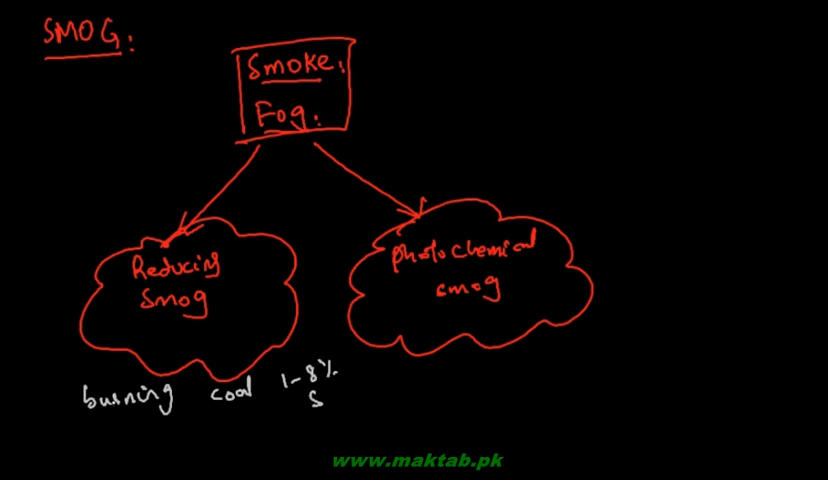 SMOG:
Smoke:
Fog:
Reducing
Smog
photochemical
smog
burning coal 1-8%
S
www.maktab.pk